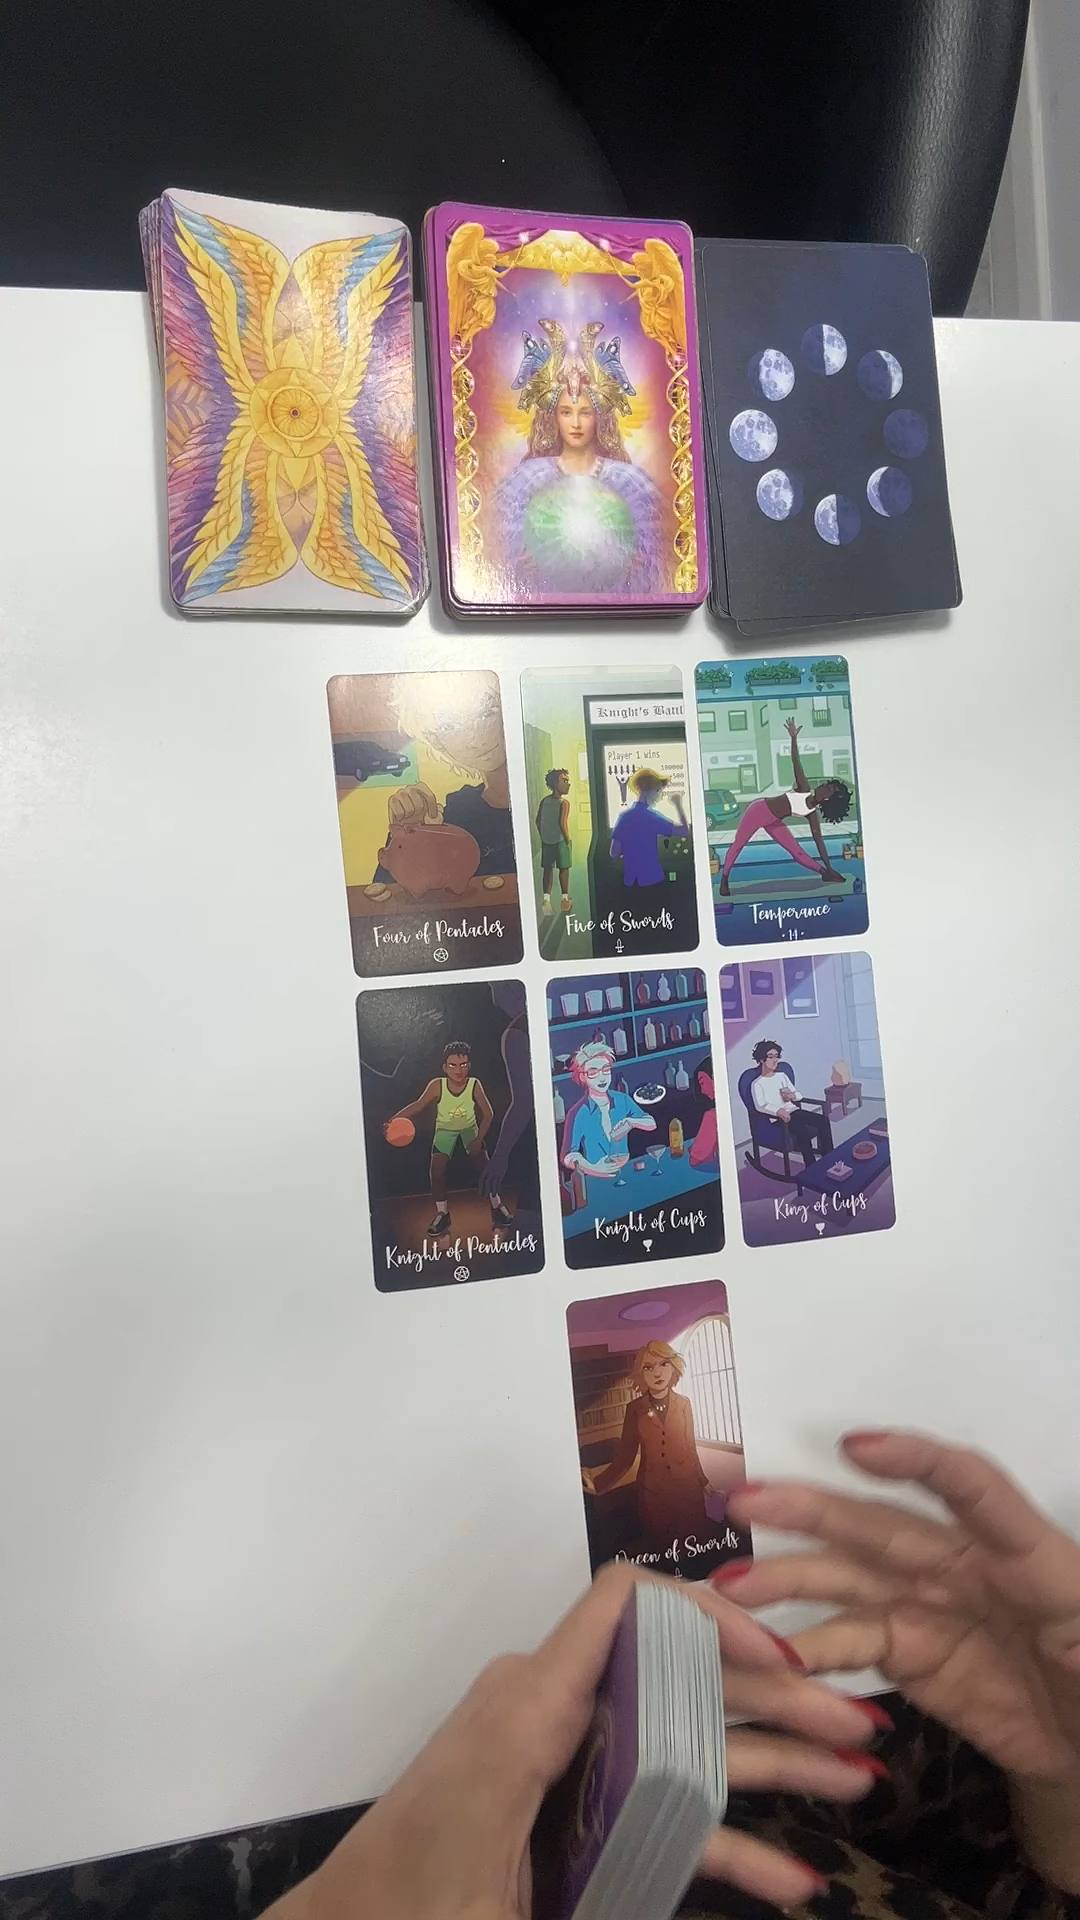 Knight's Battl
Player 1 wins
Four of Pentacles
Five of Swords
Temperance
14
Knight of Pentacles
Knight of Cups
King of Cups
Queen of Swords